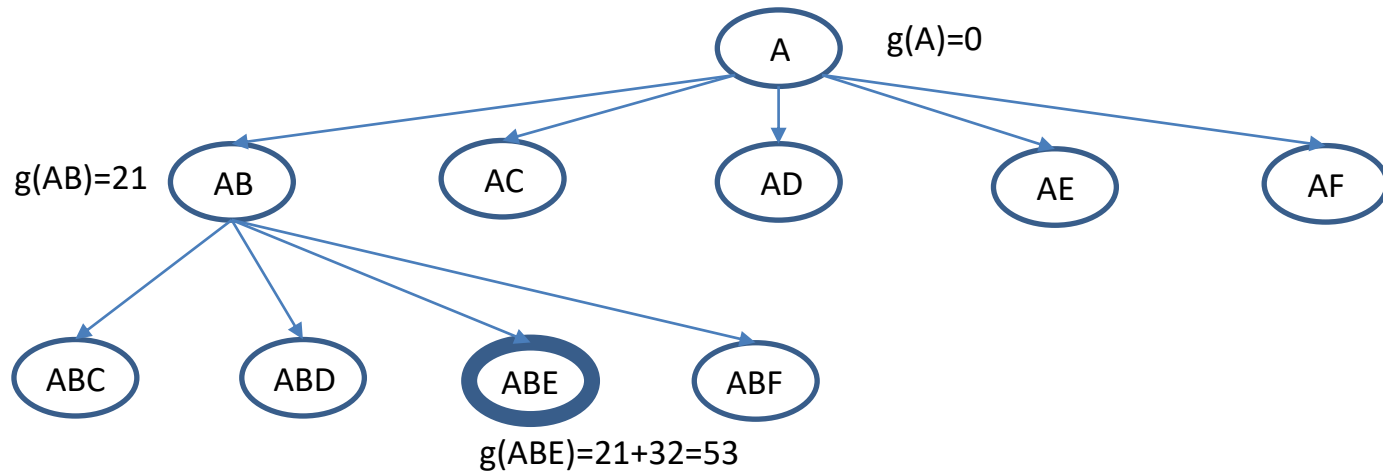 A
g(A)=0
g(AB)=21
AB
AC
AD
AE
AF
ABC
ABD
ABE
ABF
g(ABE)=21+32=53